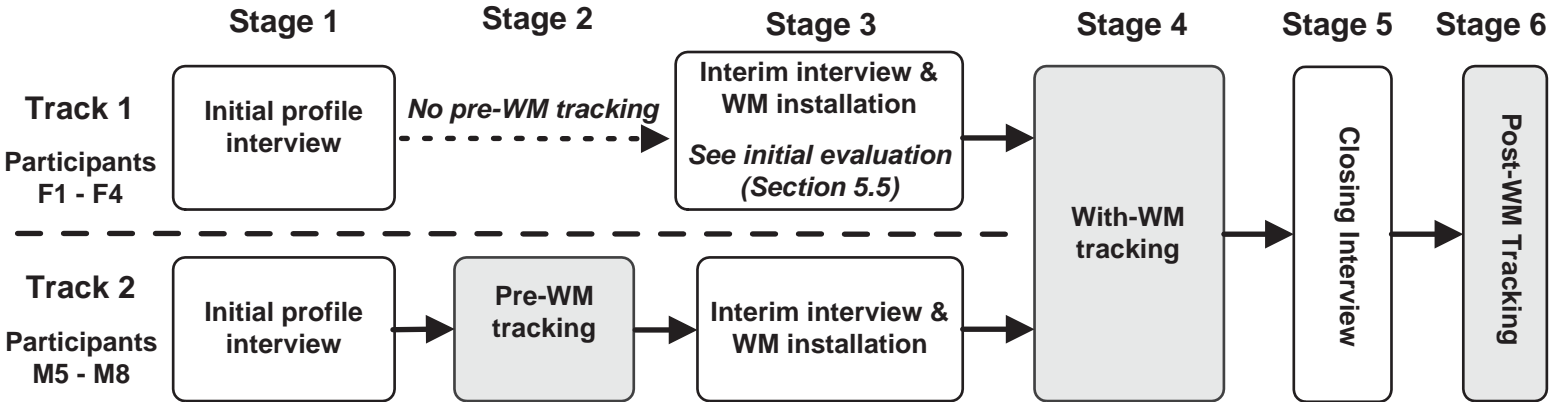 Stage 1
Stage 2
Stage 3
Stage 4
Stage 5
Stage 6
Track 1
Participants
F1 - F4
Initial profile
interview
No pre-WM tracking
Interim interview &
WM installation
See initial evaluation
(Section 5.5)
Track 2
Participants
M5 - M8
Initial profile
interview
Pre-WM
tracking
Interim interview &
WM installation
With-WM
tracking
Closing Interview
Post-WM Tracking